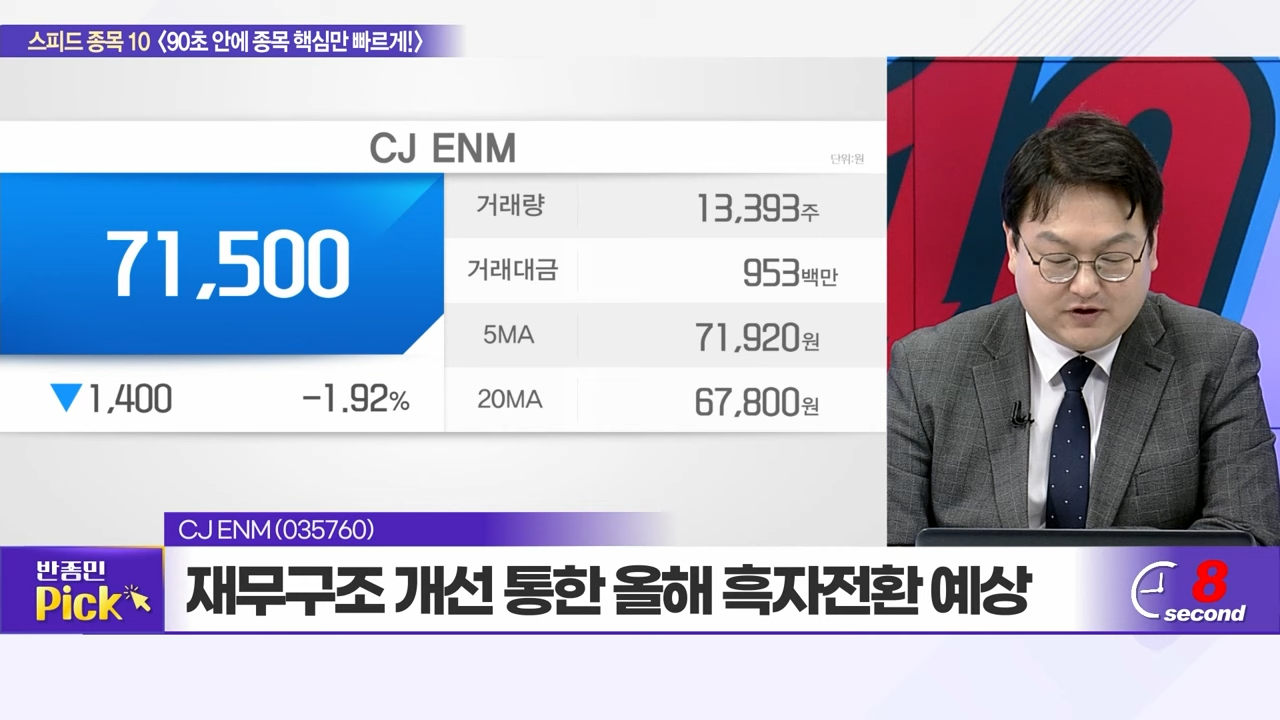 스피드 종목 10 〈90초 안에 종목 핵심만 빠르게!〉
CJ ENM
단위:원
71,500
▼1,400 -1.92%
거래량 13,393주
거래대금 953백만
5MA 71,920원
20MA 67,800원
10
CJ ENM(035760)
반종민
Pick
재무구조 개선 통한 올해 흑자전환 예상
8
second